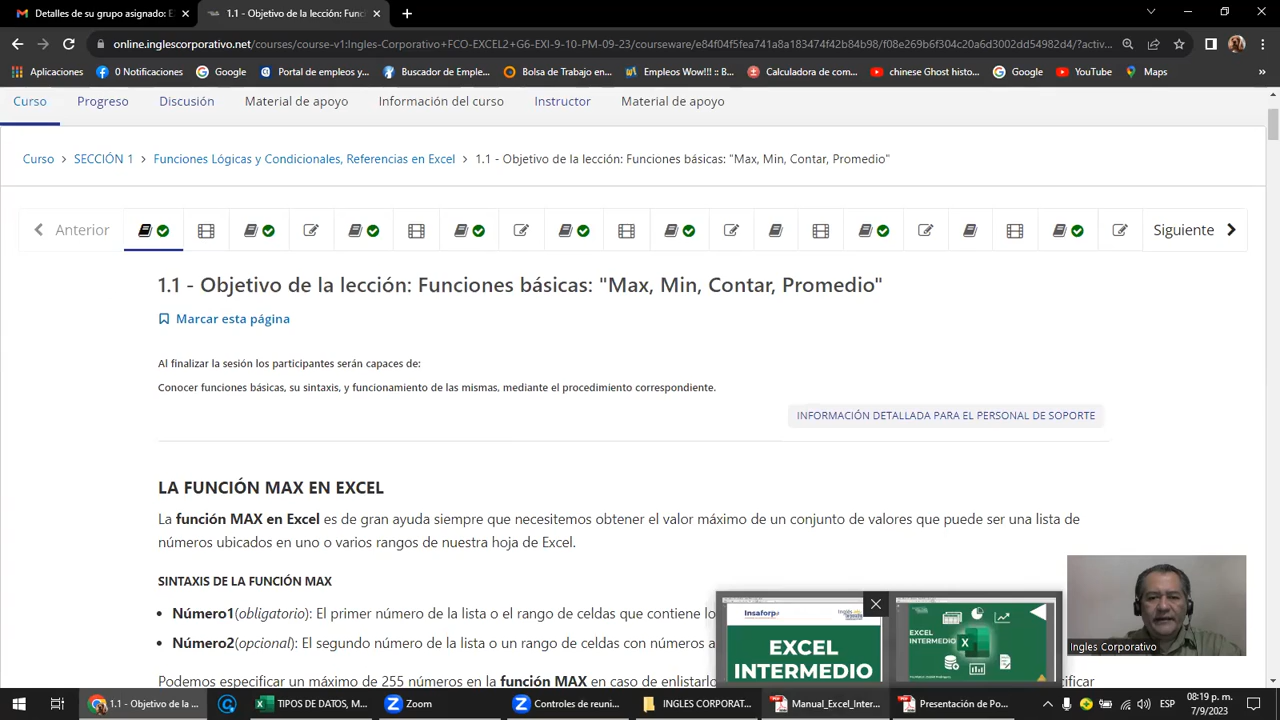 Detalles de su grupo asignado: E
1.1 - Objetivo de la lección: Func
online.inglescorporativo.net/courses/course-v1:Ingles-Corporativo+FCO-EXCEL2+G6-EXI-9-10-PM-09-23/courseware/e84f04f5fea741a8a183474f42b84b98/f08e269b6f304c20a6d3002dd54982d4/?activ...
Aplicaciones
0 Notificaciones
Google
Portal de empleos y...
Buscador de Emple...
Bolsa de Trabajo en...
Empleos Wow!!! :: B...
Calculadora de com...
chinese Ghost histo...
Google
YouTube
Maps
»
Curso
Progreso
Discusión
Material de apoyo
Información del curso
Instructor
Material de apoyo
Curso > SECCIÓN 1 > Funciones Lógicas y Condicionales, Referencias en Excel > 1.1 - Objetivo de la lección: Funciones básicas: "Max, Min, Contar, Promedio"
Anterior
Siguiente
1.1 - Objetivo de la lección: Funciones básicas: "Max, Min, Contar, Promedio"
Marcar esta página
Al finalizar la sesión los participantes serán capaces de:
Conocer funciones básicas, su sintaxis, y funcionamiento de las mismas, mediante el procedimiento correspondiente.
INFORMACIÓN DETALLADA PARA EL PERSONAL DE SOPORTE
LA FUNCIÓN MAX EN EXCEL
La función MAX en Excel es de gran ayuda siempre que necesitemos obtener el valor máximo de un conjunto de valores que puede ser una lista de
números ubicados en uno o varios rangos de nuestra hoja de Excel.
SINTAXIS DE LA FUNCIÓN MAX
• Número1(obligatorio): El primer número de la lista o el rango de celdas que contiene lo
• Número2(opcional): El segundo número de la lista o un rango de celdas con números a
Podemos especificar un máximo de 255 números en la función MAX en caso de enlistarlo
ificar
Insaforp
EXCEL
INTERMEDIO
EXCEL
INTERMEDIO
Ingles Corporativo
1.1 - Objetivo de la ...
TIPOS DE DATOS M...
Zoom
Controles de reuni...
INGLES CORPORAT...
Manual_Excel_Inter...
Presentación de Po...
ESP
08:19 p. m.
7/9/2023